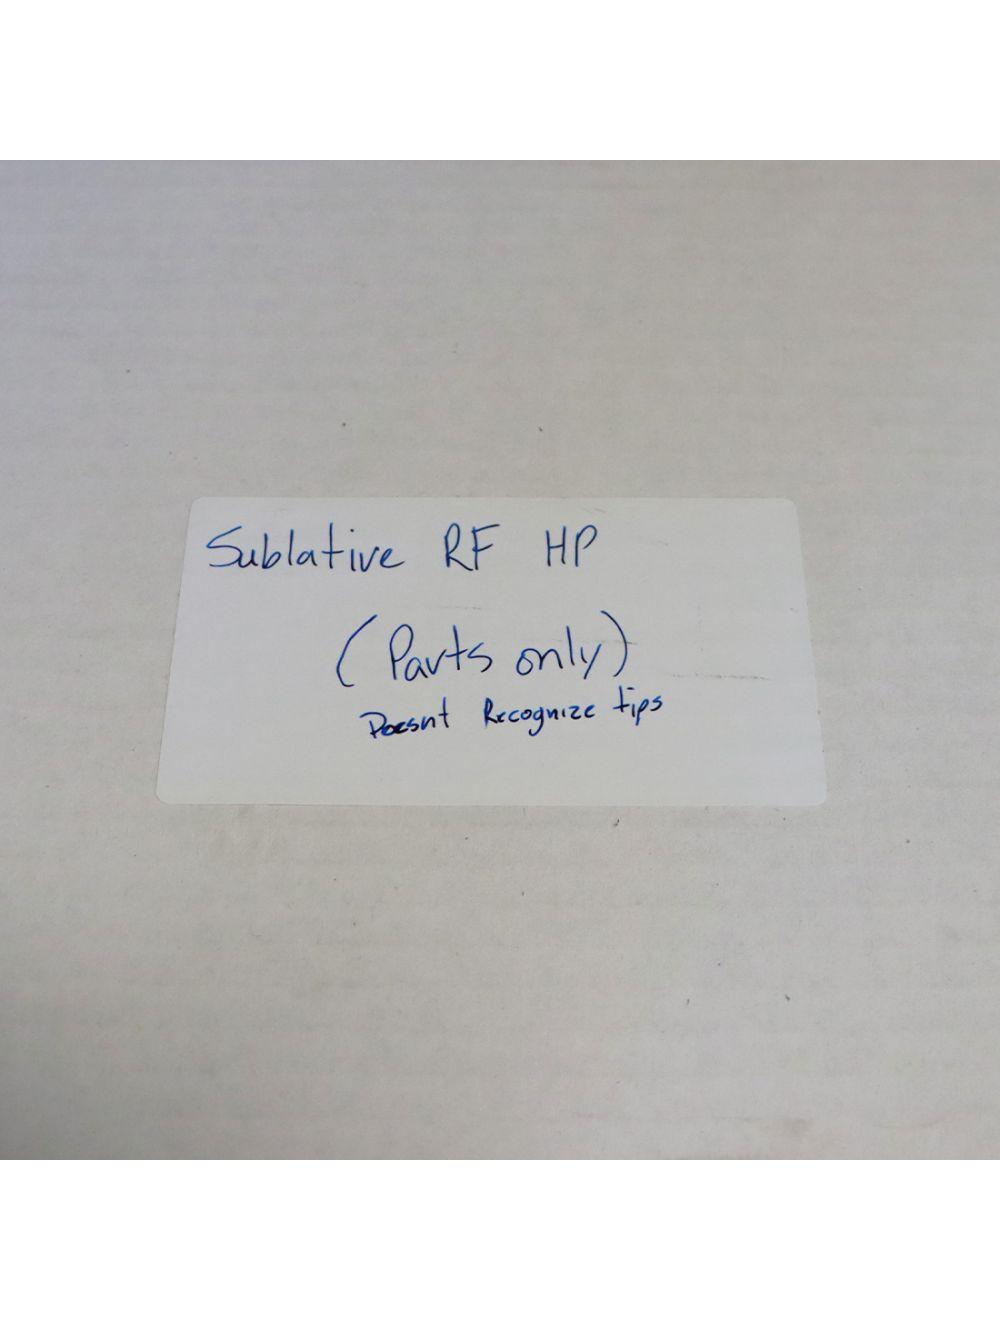 Sublative RF HP
(Parts only)
Doesnt Recognize tips